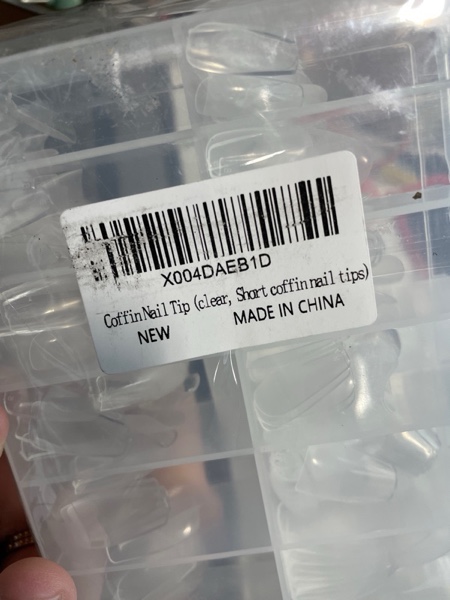 X004DAEB1D
Coffin Nail Tip (clear, Short coffin nail tips)
NEW MADE IN CHINA